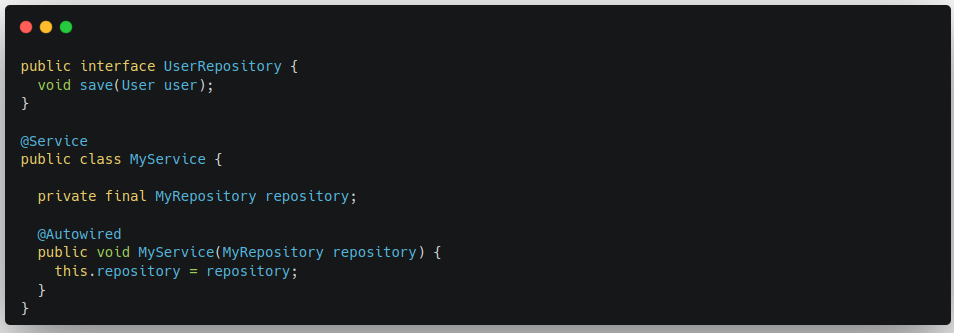 public interface UserRepository {
  void save(User user);
}

@Service
public class MyService {

  private final MyRepository repository;

  @Autowired
  public void MyService(MyRepository repository) {
    this.repository = repository;
  }
}